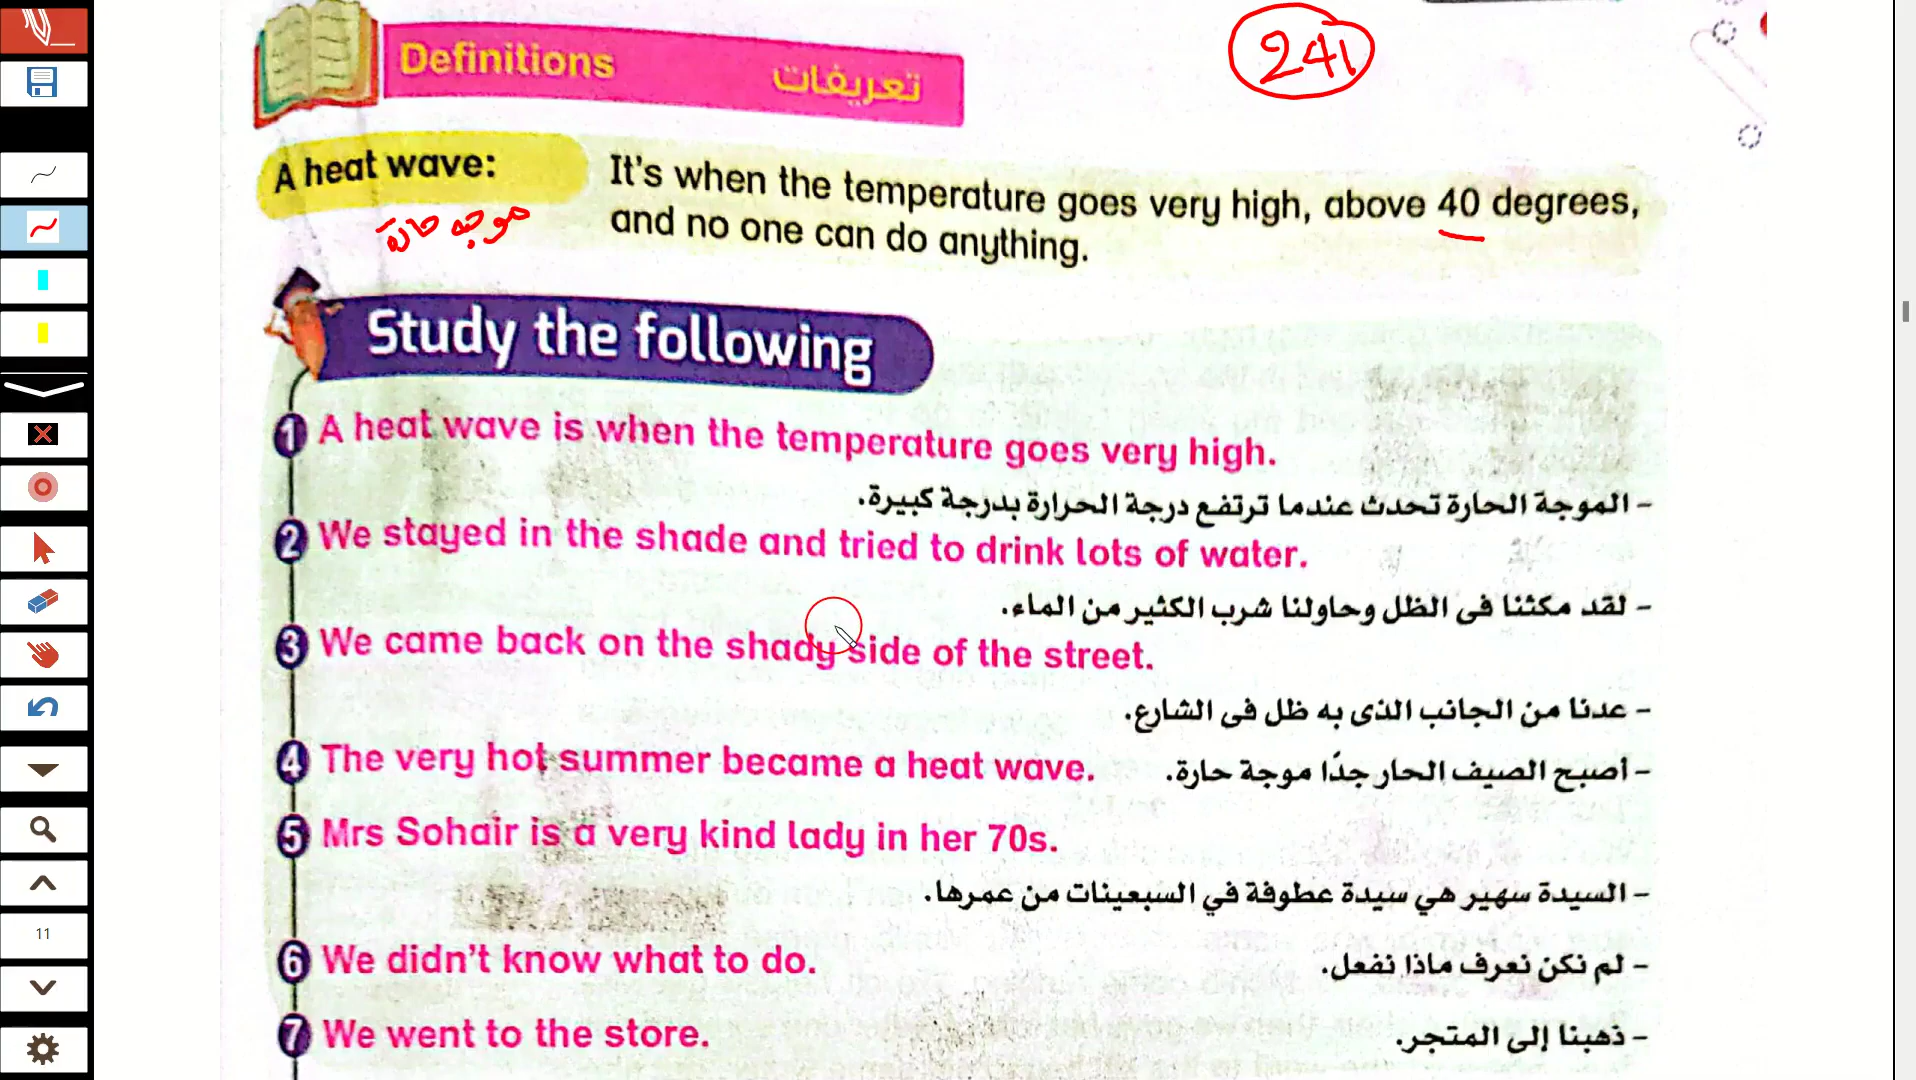 241
Definitions تعريفات
A heat wave: It's when the temperature goes very high, above 40 degrees,
and no one can do anything.
موجه حارة
Study the following
1 A heat wave is when the temperature goes very high.
- الموجة الحارة تحدث عندما ترتفع درجة الحرارة بدرجة كبيرة.
2 We stayed in the shade and tried to drink lots of water.
- لقد مكثنا فى الظل وحاولنا شرب الكثير من الماء.
3 We came back on the shady side of the street.
- عدنا من الجانب الذى به ظل فى الشارع.
4 The very hot summer became a heat wave. - أصبح الصيف الحار جدًا موجة حارة.
5 Mrs Sohair is a very kind lady in her 70s.
- السيدة سهير هي سيدة عطوفة في السبعينات من عمرها.
6 We didn't know what to do. - لم نكن نعرف ماذا نفعل.
11
7 We went to the store. - ذهبنا إلى المتجر.